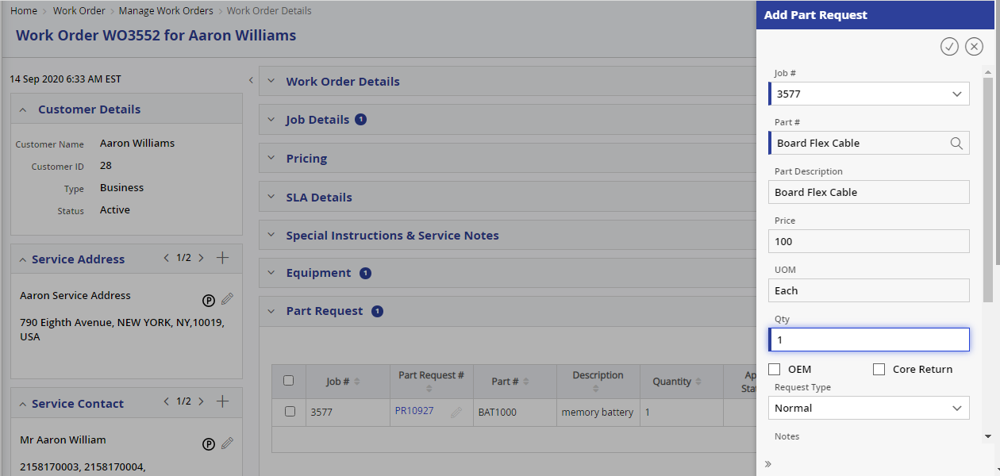 Home > Work Order > Manage Work Orders > Work Order Details
Work Order WO3552 for Aaron Williams
14 Sep 2020 6:33 AM EST
Customer Details
Customer Name Aaron Williams
Customer ID 28
Type Business
Status Active
Service Address < 1/2 > +
Aaron Service Address
P
790 Eighth Avenue, NEW YORK, NY,10019,
USA
Service Contact < 1/2 > +
Mr Aaron William
P
2158170003, 2158170004,
Work Order Details
Job Details 1
Pricing
SLA Details
Special Instructions & Service Notes
Equipment 1
Part Request 1
Job # Part Request # Part # Description Quantity Ap
Stat
3577 PR10927 BAT1000 memory battery 1
Add Part Request
Job #
3577
Part #
Board Flex Cable
Part Description
Board Flex Cable
Price
100
UOM
Each
Qty
1
OEM Core Return
Request Type
Normal
Notes
»